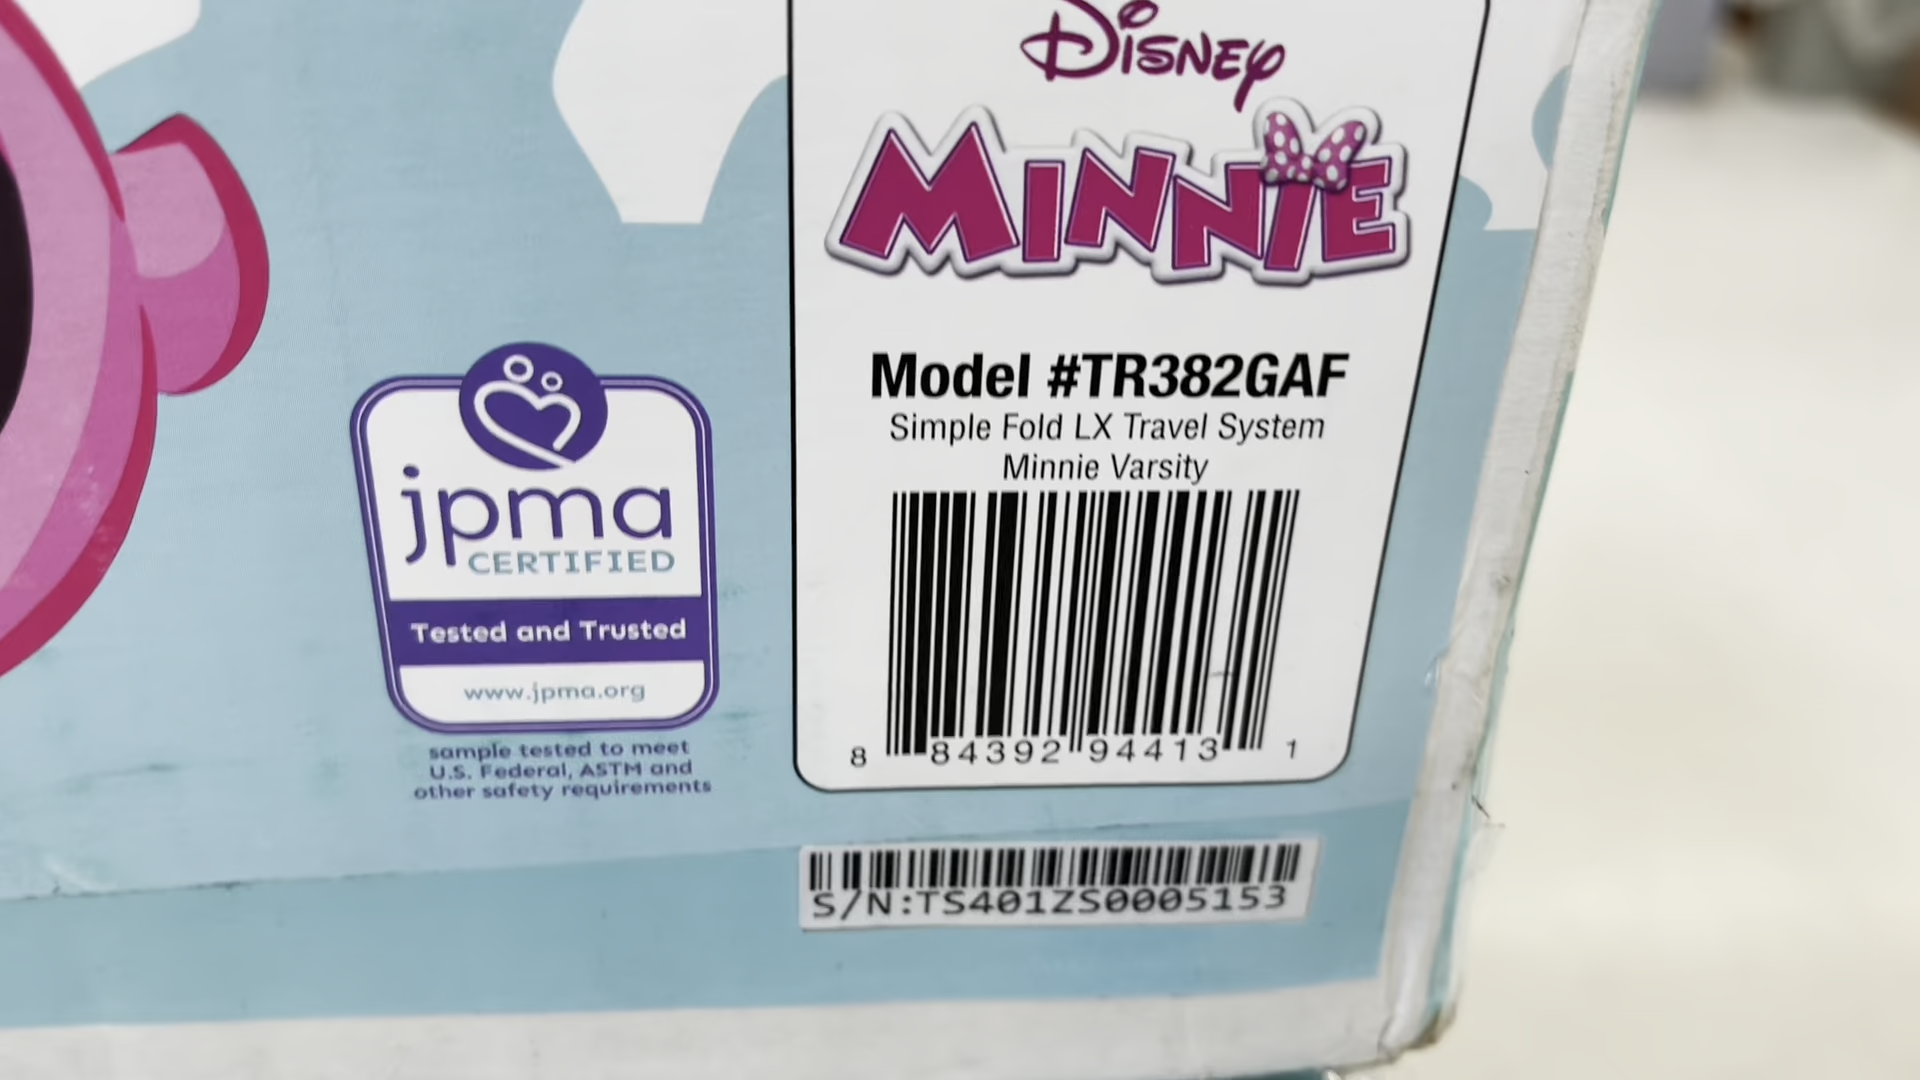 Disney
MINNIE
Model #TR382GAF
Simple Fold LX Travel System
Minnie Varsity
8 84392 94413 1
jpma
CERTIFIED
Tested and Trusted
www.jpma.org
sample tested to meet
U.S. Federal, ASTM and
other safety requirements
S/N:TS401ZS0005153